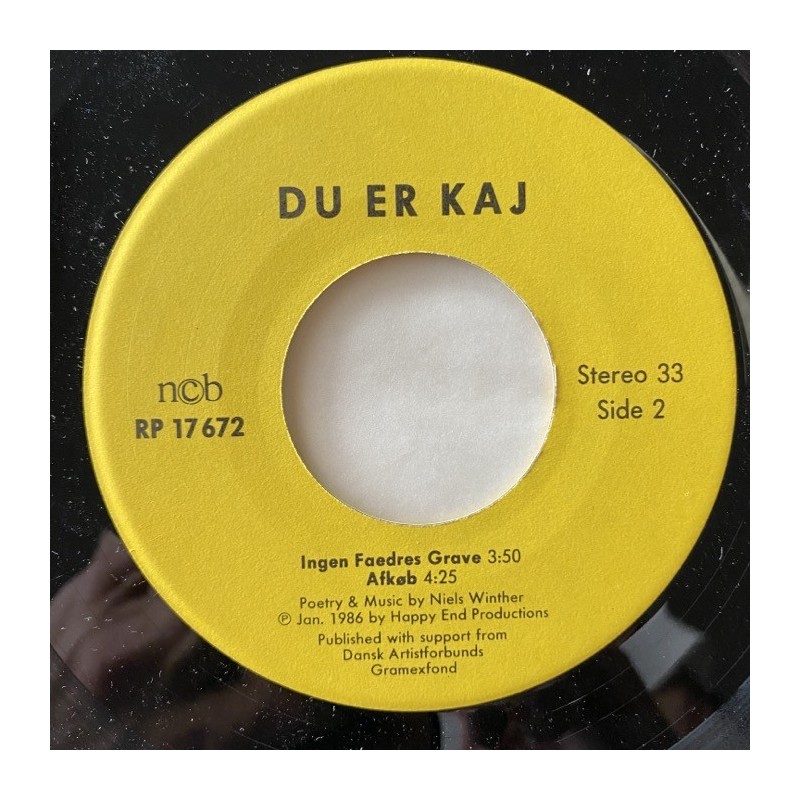 DU ER KAJ
n©b
RP 17672
Stereo 33
Side 2
Ingen Faedres Grave 3:50
Afkøb 4:25
Poetry & Music by Niels Winther
℗ Jan. 1986 by Happy End Productions
Published with support from
Dansk Artistforbunds
Gramexfond